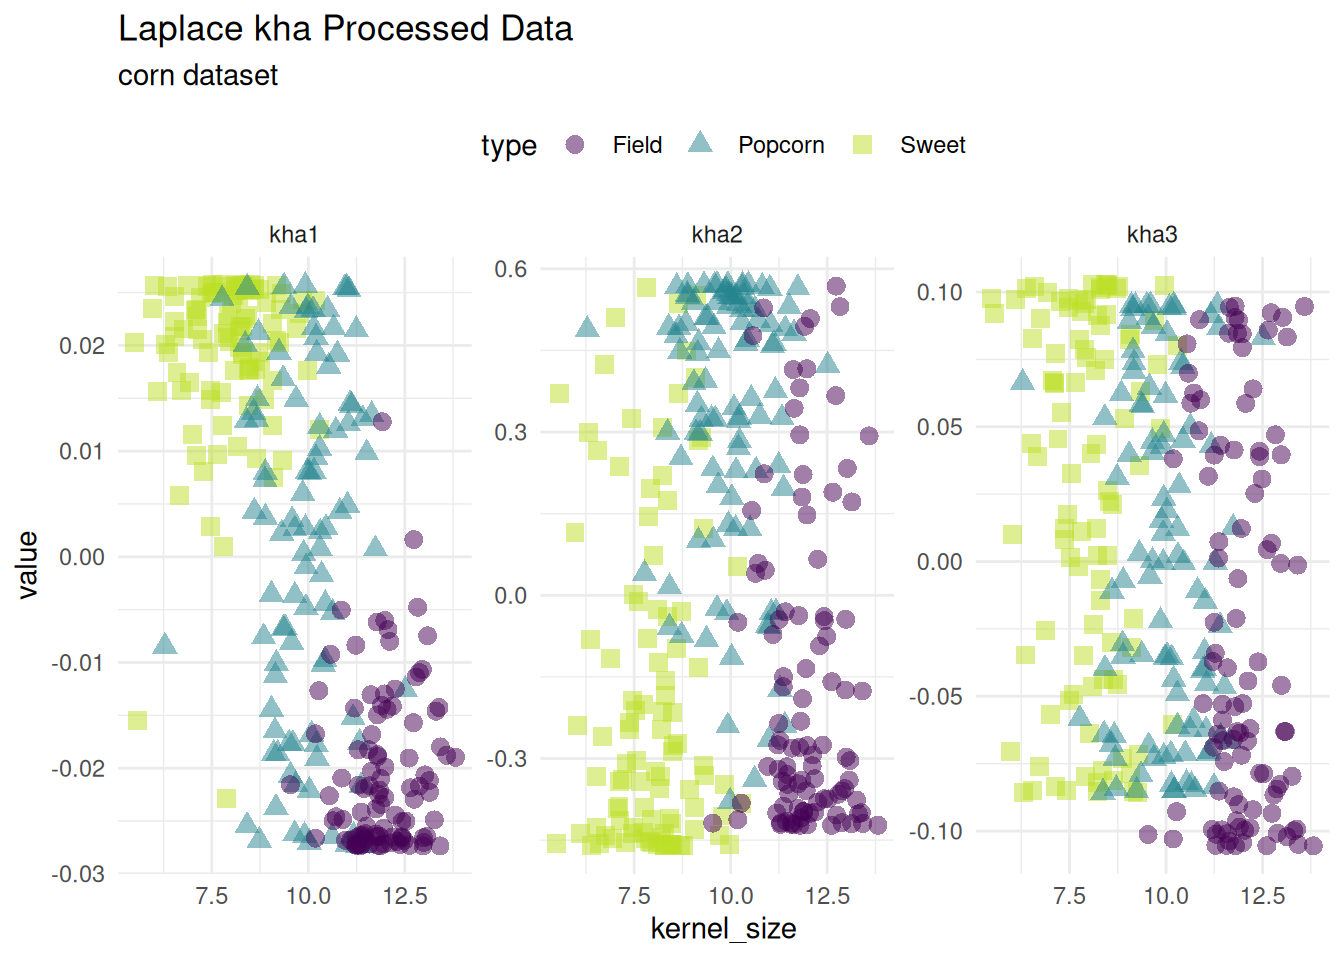 Laplace kha Processed Data
corn dataset
type Field Popcorn Sweet
kha1 kha2 kha3
value
0.02
0.01
0.00
-0.01
-0.02
-0.03
0.6
0.3
0.0
-0.3
0.10
0.05
0.00
-0.05
-0.10
7.5 10.0 12.5 7.5 10.0 12.5 7.5 10.0 12.5
kernel_size